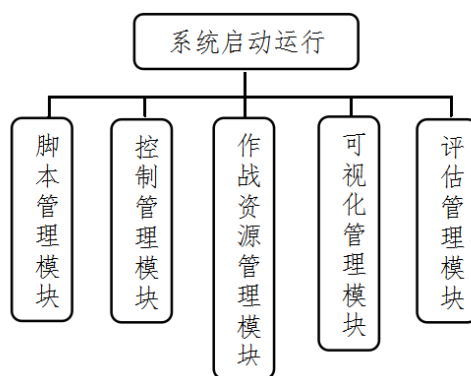 系统启动运行
脚本管理模块
控制管理模块
作战资源管理模块
可视化管理模块
评估管理模块